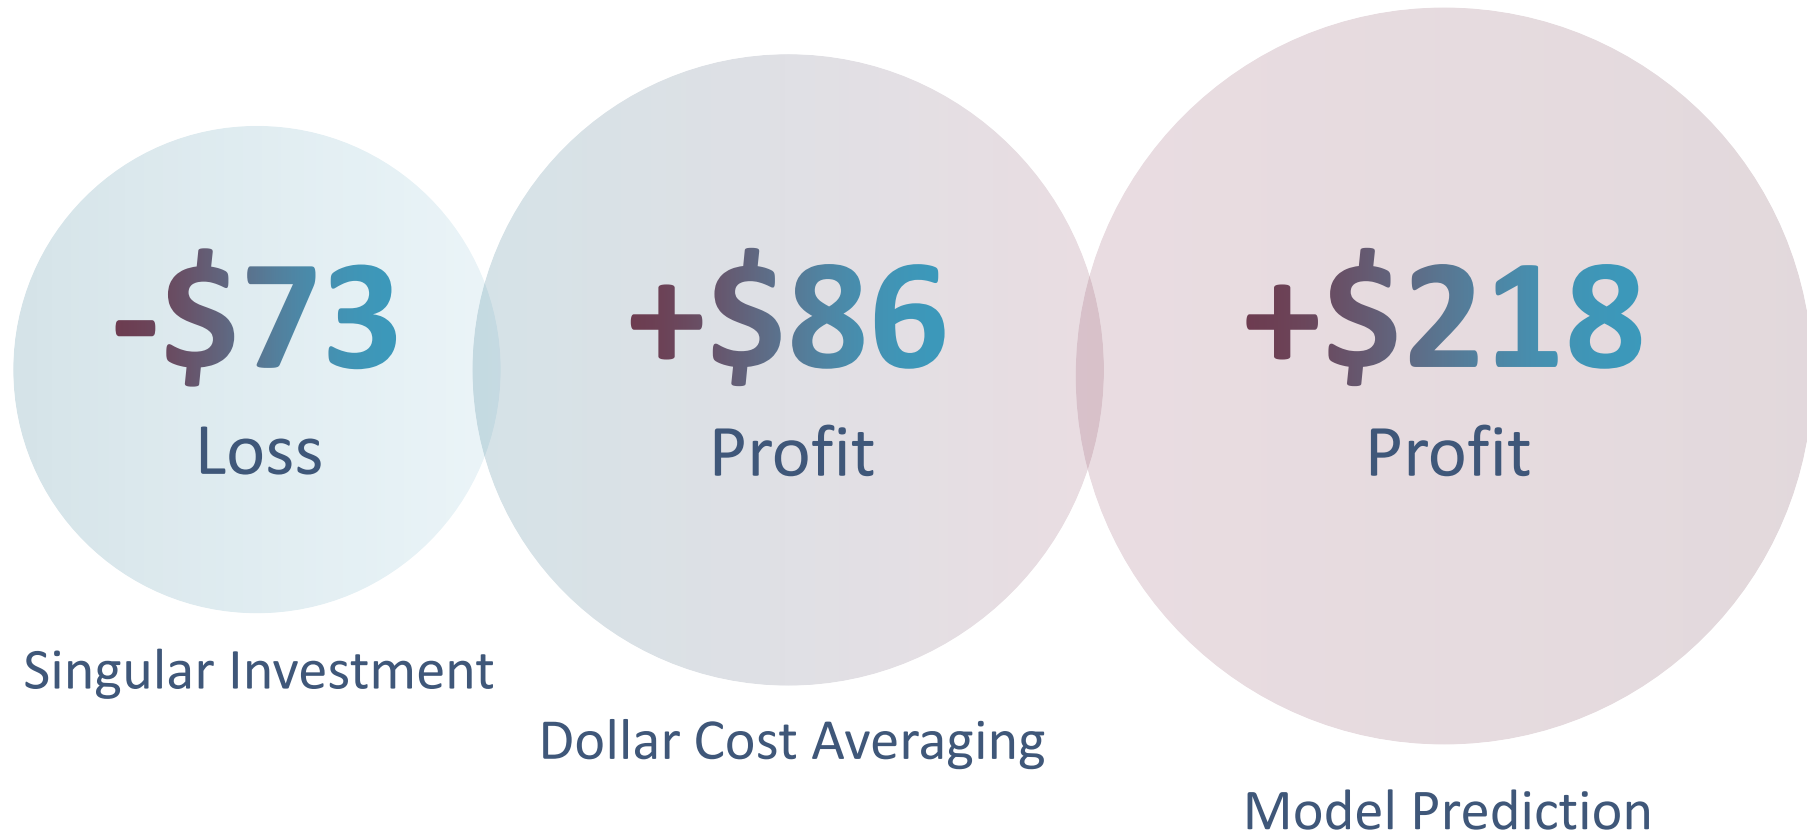 -$73
Loss
Singular Investment
+$86
Profit
Dollar Cost Averaging
+$218
Profit
Model Prediction